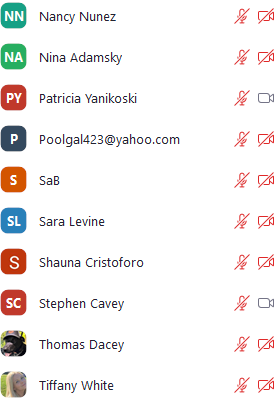 NN Nancy Nunez
NA Nina Adamsky
PY Patricia Yanikoski
P Poolgal423@yahoo.com
S SaB
SL Sara Levine
S Shauna Cristoforo
SC Stephen Cavey
Thomas Dacey
Tiffany White